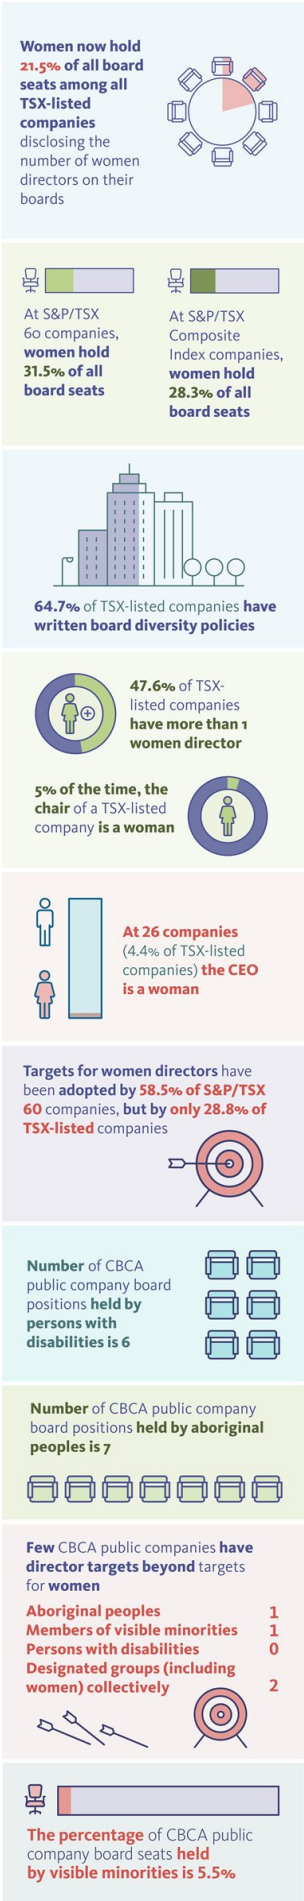 Women now hold
21.5% of all board
seats among all
TSX-listed
companies
disclosing the
number of women
directors on their
boards
At S&P/TSX
60 companies,
women hold
31.5% of all
board seats
At S&P/TSX
Composite
Index companies,
women hold
28.3% of all
board seats
64.7% of TSX-listed companies have
written board diversity policies
47.6% of TSX-
listed companies
have more than 1
women director
5% of the time, the
chair of a TSX-listed
company is a woman
At 26 companies
(4.4% of TSX-listed
companies) the CEO
is a woman
Targets for women directors have
been adopted by 58.5% of S&P/TSX
60 companies, but by only 28.8% of
TSX-listed companies
Number of CBCA
public company board
positions held by
persons with
disabilities is 6
Number of CBCA public company
board positions held by aboriginal
peoples is 7
Few CBCA public companies have
director targets beyond targets
for women
Aboriginal peoples 1
Members of visible minorities 1
Persons with disabilities 0
Designated groups (including
women) collectively 2
The percentage of CBCA public
company board seats held
by visible minorities is 5.5%